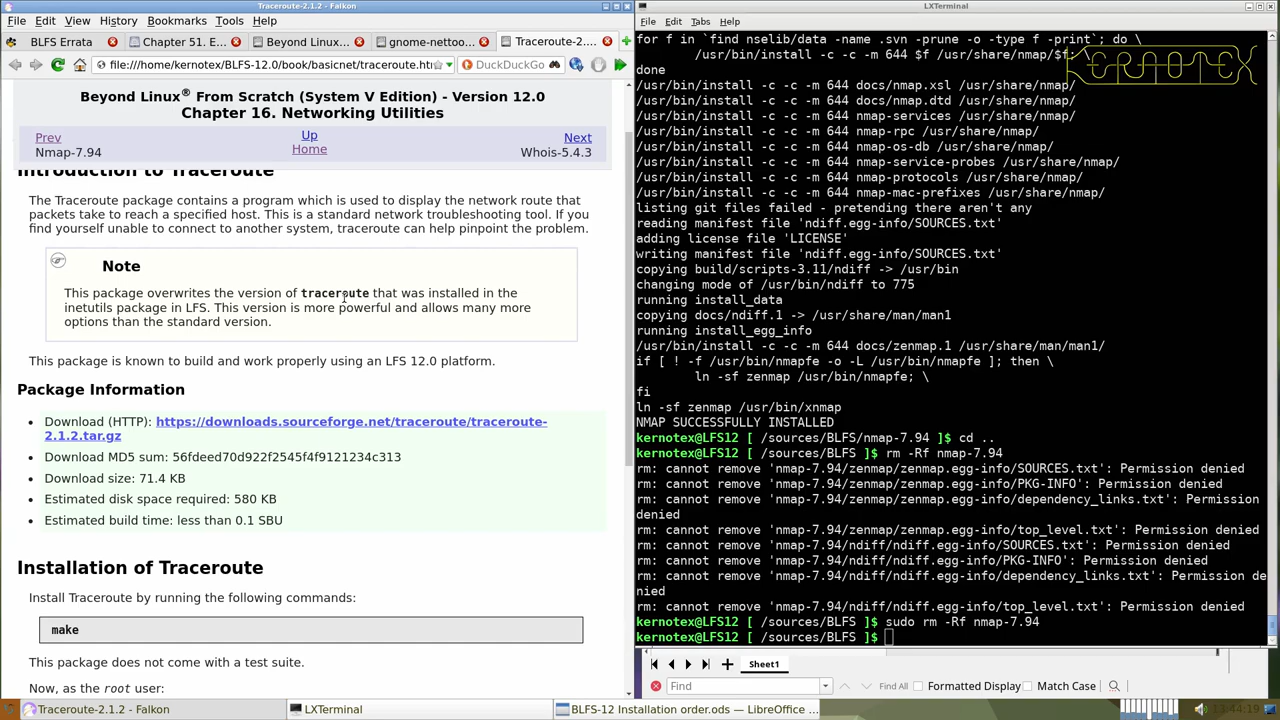 Traceroute-2.1.2 - Falkon
File Edit View History Bookmarks Tools Help
BLFS Errata
Chapter 51. E...
Beyond Linux...
gnome-nettoo...
Traceroute-2....
file:///home/kernotex/BLFS-12.0/book/basicnet/traceroute.ht
DuckDuckGo
Beyond Linux® From Scratch (System V Edition) - Version 12.0
Chapter 16. Networking Utilities
Prev Up Next
Nmap-7.94 Home Whois-5.4.3
Introduction to Traceroute
The Traceroute package contains a program which is used to display the network route that
packets take to reach a specified host. This is a standard network troubleshooting tool. If you
find yourself unable to connect to another system, traceroute can help pinpoint the problem.
Note
This package overwrites the version of traceroute that was installed in the
inetutils package in LFS. This version is more powerful and allows many more
options than the standard version.
This package is known to build and work properly using an LFS 12.0 platform.
Package Information
Download (HTTP): https://downloads.sourceforge.net/traceroute/traceroute-
2.1.2.tar.gz
Download MD5 sum: 56fdeed70d922f2545f4f9121234c313
Download size: 71.4 KB
Estimated disk space required: 580 KB
Estimated build time: less than 0.1 SBU
Installation of Traceroute
Install Traceroute by running the following commands:
make
This package does not come with a test suite.
Now, as the root user:
LXTerminal
File Edit Tabs Help
for f in `find nselib/data -name .svn -prune -o -type f -print`; do \
/usr/bin/install -c -c -m 644 $f /usr/share/nmap/$f;
done
/usr/bin/install -c -c -m 644 docs/nmap.xsl /usr/share/nmap/
/usr/bin/install -c -c -m 644 docs/nmap.dtd /usr/share/nmap/
/usr/bin/install -c -c -m 644 nmap-services /usr/share/nmap/
/usr/bin/install -c -c -m 644 nmap-rpc /usr/share/nmap/
/usr/bin/install -c -c -m 644 nmap-os-db /usr/share/nmap/
/usr/bin/install -c -c -m 644 nmap-service-probes /usr/share/nmap/
/usr/bin/install -c -c -m 644 nmap-protocols /usr/share/nmap/
/usr/bin/install -c -c -m 644 nmap-mac-prefixes /usr/share/nmap/
listing git files failed - pretending there aren't any
reading manifest file 'ndiff.egg-info/SOURCES.txt'
adding license file 'LICENSE'
writing manifest file 'ndiff.egg-info/SOURCES.txt'
copying build/scripts-3.11/ndiff -> /usr/bin
changing mode of /usr/bin/ndiff to 775
running install_data
copying docs/ndiff.1 -> /usr/share/man/man1
running install_egg_info
/usr/bin/install -c -c -m 644 docs/zenmap.1 /usr/share/man/man1/
if [ ! -f /usr/bin/nmapfe -o -L /usr/bin/nmapfe ]; then \
ln -sf zenmap /usr/bin/nmapfe; \
fi
ln -sf zenmap /usr/bin/xnmap
NMAP SUCCESSFULLY INSTALLED
kernotex@LFS12 [ /sources/BLFS/nmap-7.94 ]$ cd ..
kernotex@LFS12 [ /sources/BLFS ]$ rm -Rf nmap-7.94
rm: cannot remove 'nmap-7.94/zenmap/zenmap.egg-info/SOURCES.txt': Permission denied
rm: cannot remove 'nmap-7.94/zenmap/zenmap.egg-info/PKG-INFO': Permission denied
rm: cannot remove 'nmap-7.94/zenmap/zenmap.egg-info/dependency_links.txt': Permission
denied
rm: cannot remove 'nmap-7.94/zenmap/zenmap.egg-info/top_level.txt': Permission denied
rm: cannot remove 'nmap-7.94/ndiff/ndiff.egg-info/SOURCES.txt': Permission denied
rm: cannot remove 'nmap-7.94/ndiff/ndiff.egg-info/PKG-INFO': Permission denied
rm: cannot remove 'nmap-7.94/ndiff/ndiff.egg-info/dependency_links.txt': Permission de
nied
rm: cannot remove 'nmap-7.94/ndiff/ndiff.egg-info/top_level.txt': Permission denied
kernotex@LFS12 [ /sources/BLFS ]$ sudo rm -Rf nmap-7.94
kernotex@LFS12 [ /sources/BLFS ]$
Sheet1
Find Find All Formatted Display Match Case
Traceroute-2.1.2 - Falkon
LXTerminal
BLFS-12 Installation order.ods — LibreOffice ...
13:44:19